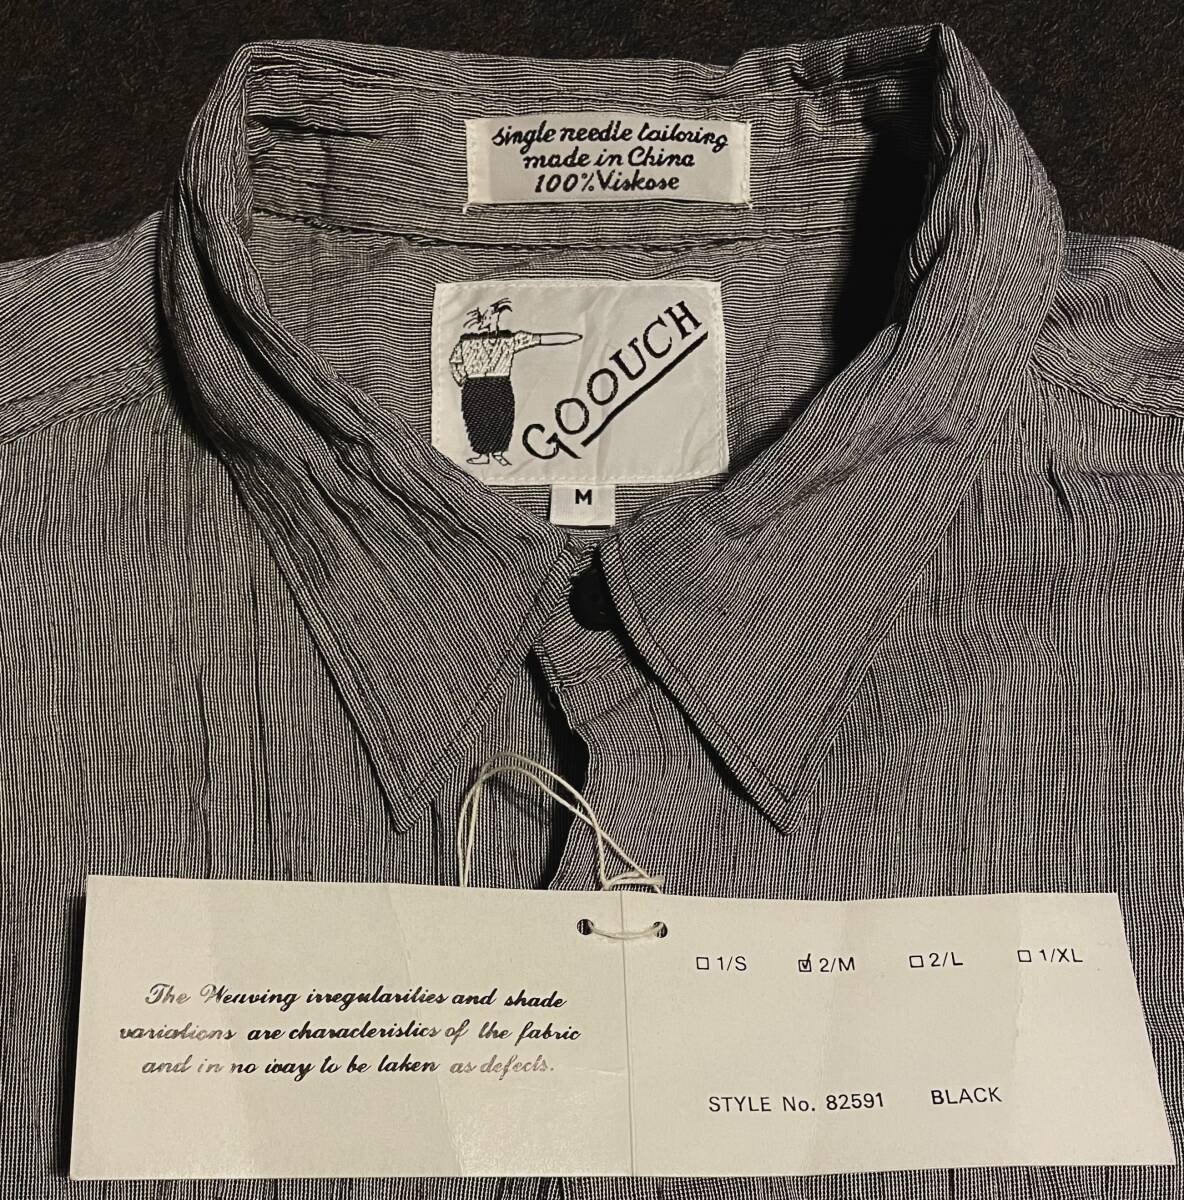 single needle tailoring
made in China
100% Viskose
GOOUCH
M
The Weaving irregularities and shade
variations are characteristics of the fabric
and in no way to be taken as defects.
1/S 2/M 2/L 1/XL
STYLE No. 82591 BLACK